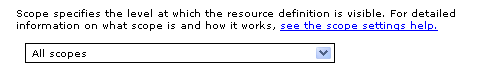 Scope specifies the level at which the resource definition is visible. For detailed
information on what scope is and how it works, see the scope settings help.
All scopes